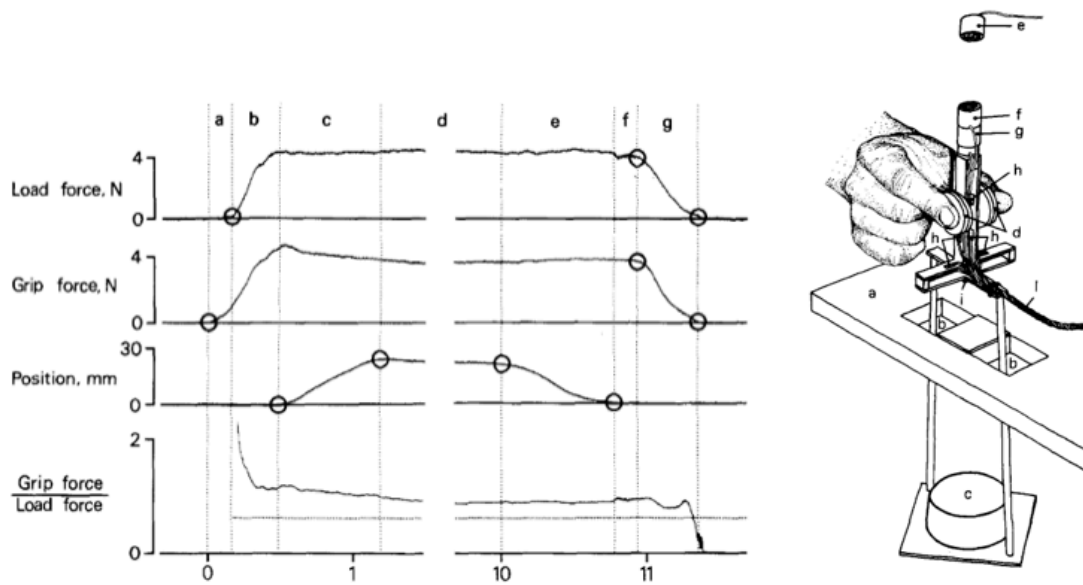 a b c d e f g
Load force, N
4
0
Grip force, N
4
0
Position, mm
30
0
Grip force
Load force
2
0
0 1 10 11
e
f
g
h
d
h h
a
i
l
b
b
c